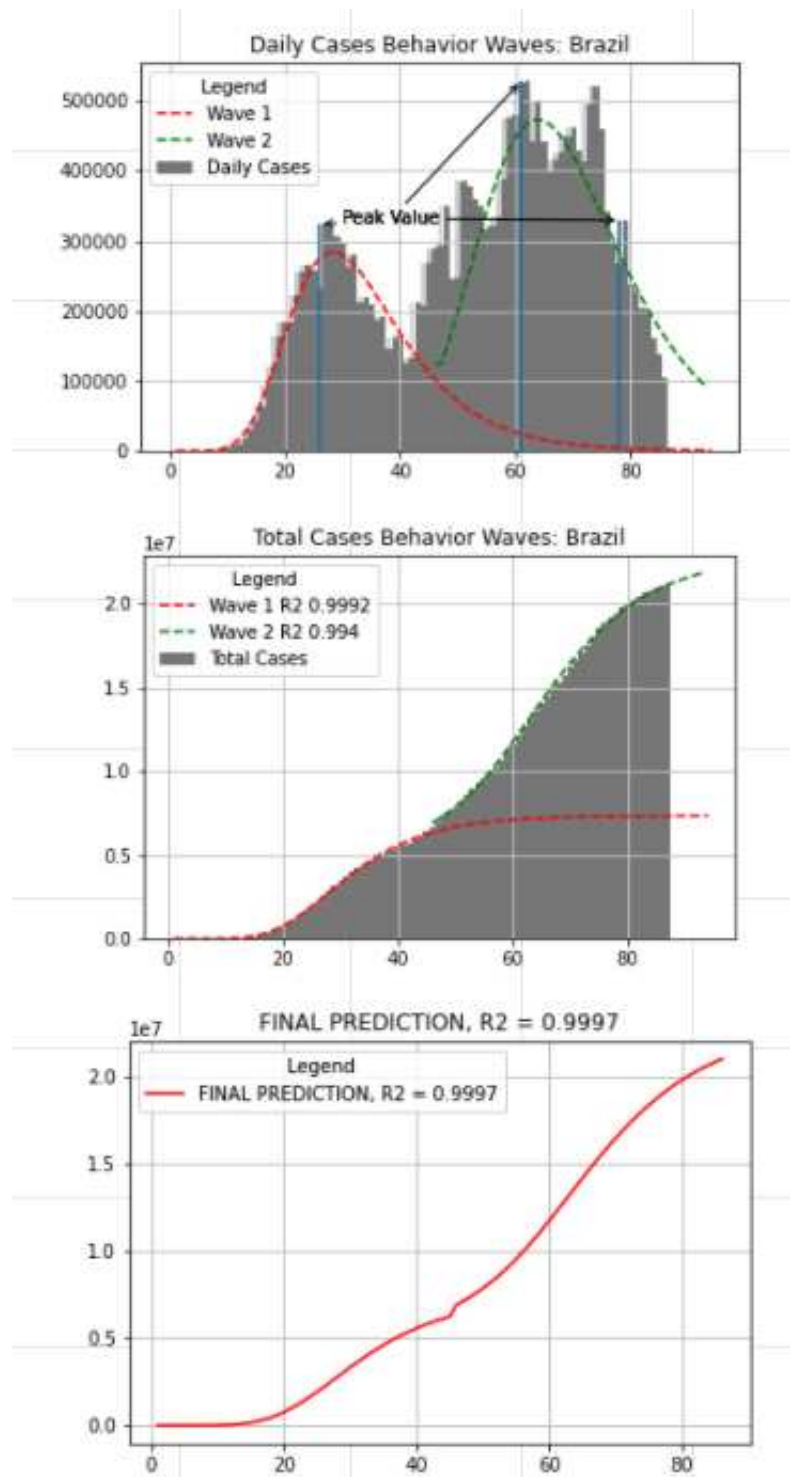 Daily Cases Behavior Waves: Brazil
Legend
Wave 1
Wave 2
Daily Cases
Peak Value
500000
400000
300000
200000
100000
0
0 20 40 60 80
Total Cases Behavior Waves: Brazil
1e7
Legend
Wave 1 R2 0.9992
Wave 2 R2 0.994
Total Cases
2.0
1.5
1.0
0.5
0.0
0 20 40 60 80
FINAL PREDICTION, R2 = 0.9997
1e7
Legend
FINAL PREDICTION, R2 = 0.9997
2.0
1.5
1.0
0.5
0.0
0 20 40 60 80